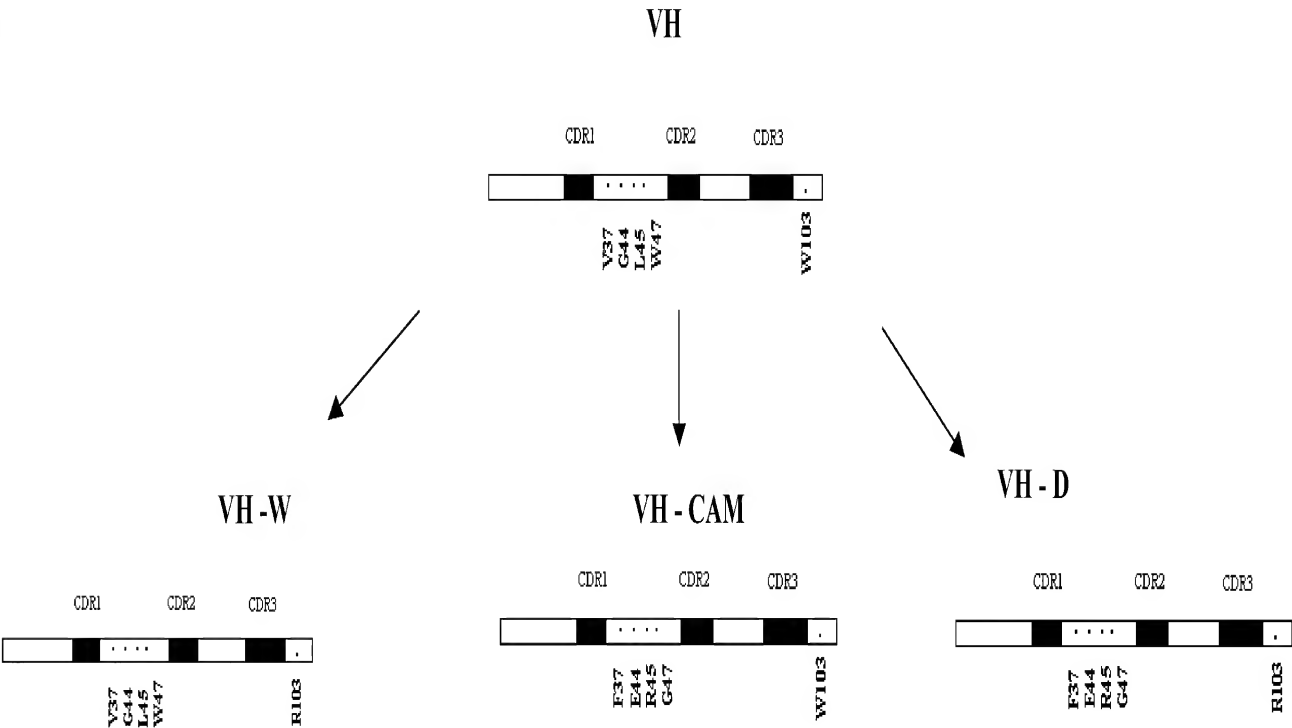 VH
CDR1 CDR2 CDR3
V37
G44
L45
W47
W103
VH -W
VH - CAM
VH - D
CDR1 CDR2 CDR3
V37
G44
L45
W47
R103
CDR1 CDR2 CDR3
F37
E44
R45
G47
W103
CDR1 CDR2 CDR3
F37
E44
R45
G47
R103